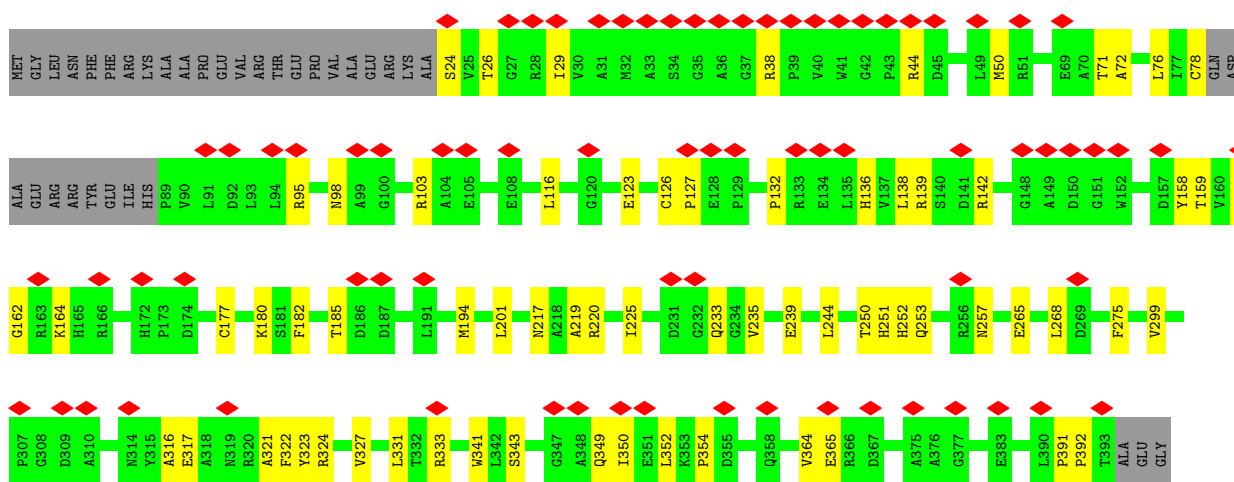 MET GLY LEU ASN PHE PHE ARG LYS ALA ALA PRO GLU VAL ARG THR GLU PRO VAL ALA GLU ARG LYS ALA S24 V25 T26 G27 R28 I29 V30 A31 M32 A33 S34 G35 A36 G37 R38 P39 V40 W41 G42 P43 R44 D45 L49 M50 R51 E69 A70 T71 A72 L76 I77 C78 GLN ASP
ALA GLU ARG ARG TYR GLU ILE HIS P89 V90 L91 D92 L93 L94 R95 N98 A99 G100 R103 A104 E105 E108 L116 G120 E123 C126 P127 E128 P129 P132 R133 E134 L135 H136 V137 L138 R139 S140 D141 R142 G148 A149 D150 G151 W152 D157 Y158 T159 V160
G162 R163 K164 H165 R166 H172 P173 D174 C177 K180 S181 F182 T185 D186 D187 L191 M194 L201 N217 A218 A219 R220 I225 D231 G232 Q233 G234 V235 E239 L244 T250 H251 H252 Q253 R256 N257 E265 L268 D269 F275 V299
P307 G308 D309 A310 N314 Y315 A316 E317 A318 N319 R320 A321 F322 Y323 R324 V327 L331 T332 R333 W341 L342 S343 G347 A348 Q349 I350 E351 L352 K353 P354 D355 Q358 V364 E365 R366 D367 A375 A376 G377 E383 L390 P391 P392 T393 ALA GLU GLY